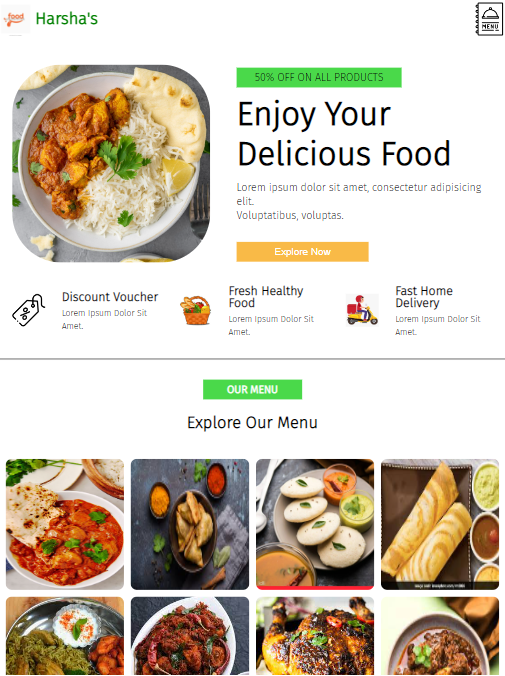 food
Harsha's
MENU
50% OFF ON ALL PRODUCTS
Enjoy Your
Delicious Food
Lorem ipsum dolor sit amet, consectetur adipisicing
elit.
Voluptatibus, voluptas.
Explore Now
Discount Voucher
Lorem Ipsum Dolor Sit
Amet.
Fresh Healthy
Food
Lorem Ipsum Dolor Sit
Amet.
Fast Home
Delivery
Lorem Ipsum Dolor Sit
Amet.
OUR MENU
Explore Our Menu